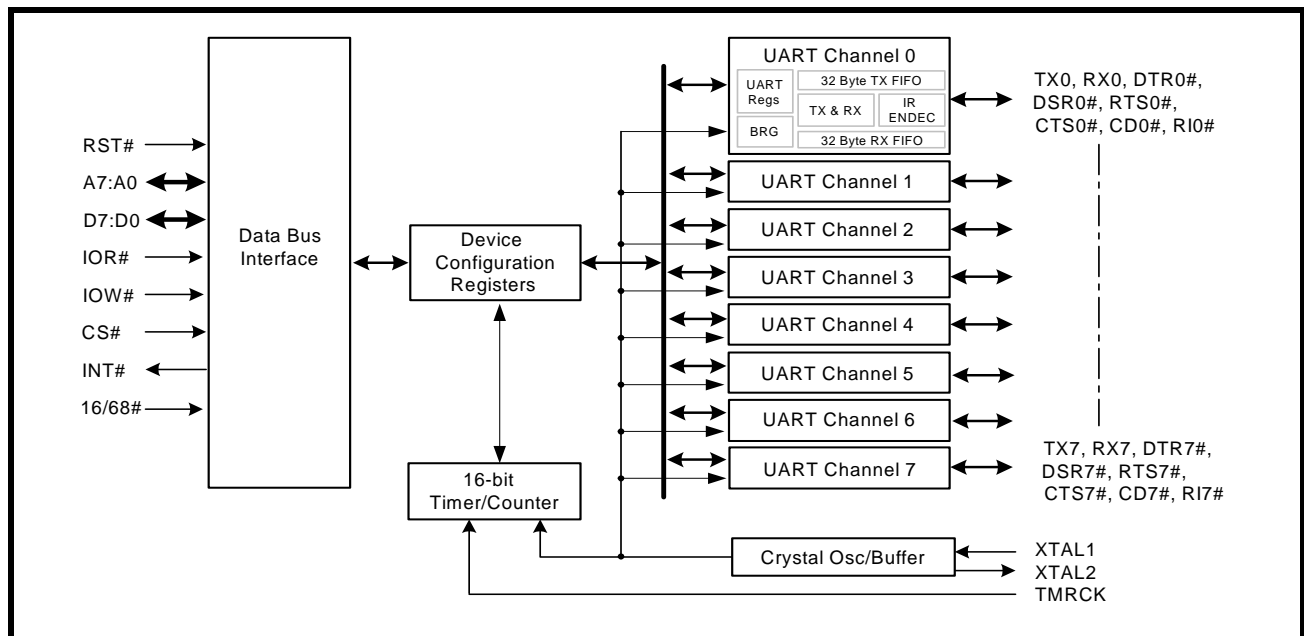 RST#
A7:A0
D7:D0
IOR#
IOW#
CS#
INT#
16/68#
Data Bus
Interface
Device
Configuration
Registers
16-bit
Timer/Counter
UART Channel 0
UART
Regs
BRG
32 Byte TX FIFO
TX & RX
IR
ENDEC
32 Byte RX FIFO
UART Channel 1
UART Channel 2
UART Channel 3
UART Channel 4
UART Channel 5
UART Channel 6
UART Channel 7
Crystal Osc/Buffer
TX0, RX0, DTR0#,
DSR0#, RTS0#,
CTS0#, CD0#, RI0#
TX7, RX7, DTR7#,
DSR7#, RTS7#,
CTS7#, CD7#, RI7#
XTAL1
XTAL2
TMRCK